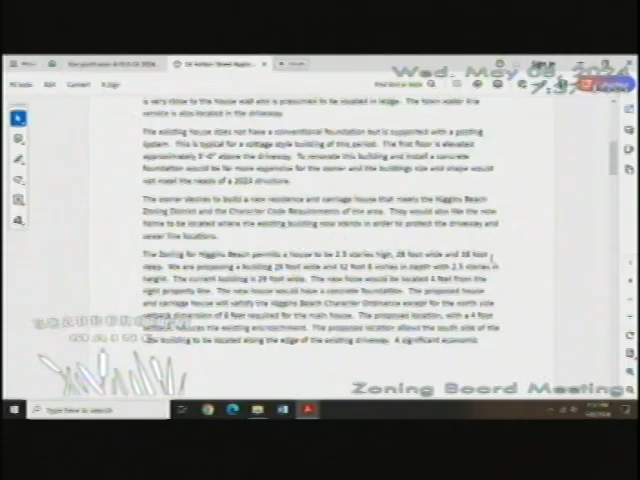 Wed. May 08, 2024
is very close to the house wall and is presumed to be located in ledge. The town water line
service is also located in the driveway.
The existing house does not have a conventional foundation but is supported with a posting
system. This is typical for a cottage style building of this period. The first floor is elevated
approximately 3'-0" above the driveway. To renovate this building and install a concrete
foundation would be far more expensive for the owner and the buildings size and shape would
not meet the needs of a 2024 structure.
The owner desires to build a new residence and carriage house that meets the Higgins Beach
Zoning District and the Character Code Requirements of the area. They would also like the new
home to be located where the existing building now stands in order to protect the driveway and
sewer line locations.
The Zoning for Higgins Beach permits a house to be 2.5 stories high, 28 foot wide and 38 foot
deep. We are proposing a building 28 foot wide and 32 foot 6 inches in depth with 2.5 stories in
height. The current building is 29 foot wide. The new house would be located 4 feet from the
right property line. The new house would have a concrete foundation. The proposed house
and carriage house will satisfy the Higgins Beach Character Ordinance except for the north side
setback dimension of 8 feet required for the main house. The proposed location, with a 4 foot
setback, reduces the existing encroachment. The proposed location allows the south side of the
building to be located along the edge of the existing driveway. A significant economic
SCARBOROUGH
MAINE
Zoning Board Meeting
Type here to search